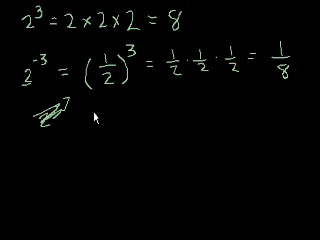 2³ = 2 × 2 × 2 = 8
2⁻³ = (1/2)³ = 1/2 · 1/2 · 1/2 = 1/8